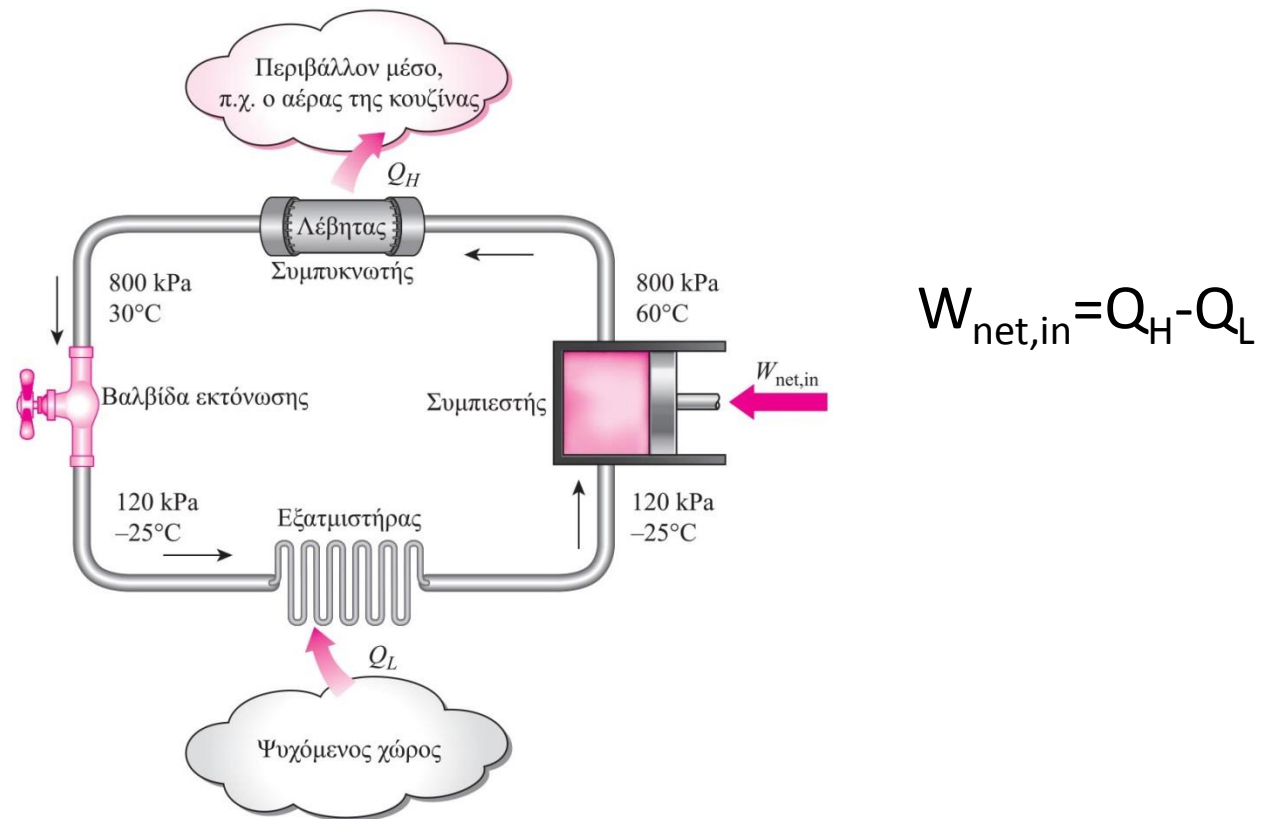 Περιβάλλον μέσο,
π.χ. ο αέρας της κουζίνας
Q_H
Λέβητας
Συμπυκνωτής
800 kPa
30°C
800 kPa
60°C
W_net,in=Q_H-Q_L
W_net,in
Βαλβίδα εκτόνωσης
Συμπιεστής
120 kPa
–25°C
Εξατμιστήρας
120 kPa
–25°C
Q_L
Ψυχόμενος χώρος